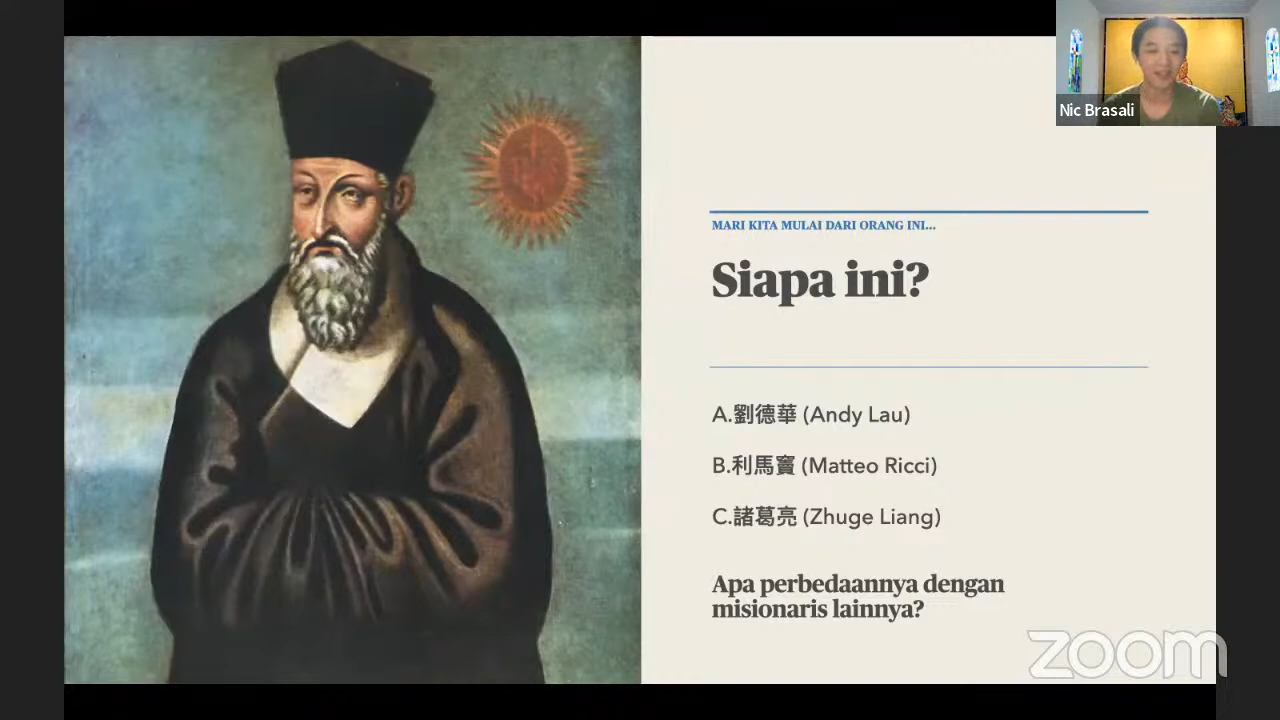 Nic Brasali
MARI KITA MULAI DARI ORANG INI...
Siapa ini?
A.劉德華 (Andy Lau)
B.利馬竇 (Matteo Ricci)
C.諸葛亮 (Zhuge Liang)
Apa perbedaannya dengan
misionaris lainnya?
zoom